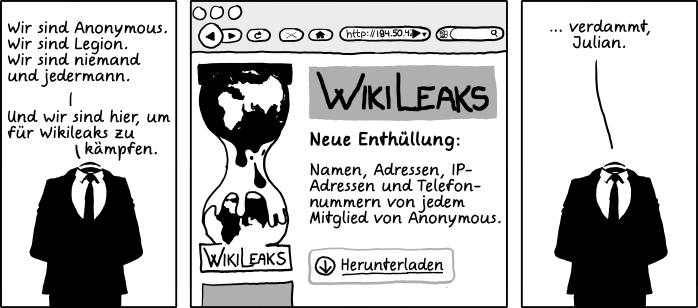 Wir sind Anonymous.
Wir sind Legion.
Wir sind niemand
und jedermann.
Und wir sind hier, um
für Wikileaks zu
kämpfen.
http://184.50.42
WIKILEAKS
WIKILEAKS
Neue Enthüllung:
Namen, Adressen, IP-
Adressen und Telefon-
nummern von jedem
Mitglied von Anonymous.
Herunterladen
... verdammt,
Julian.